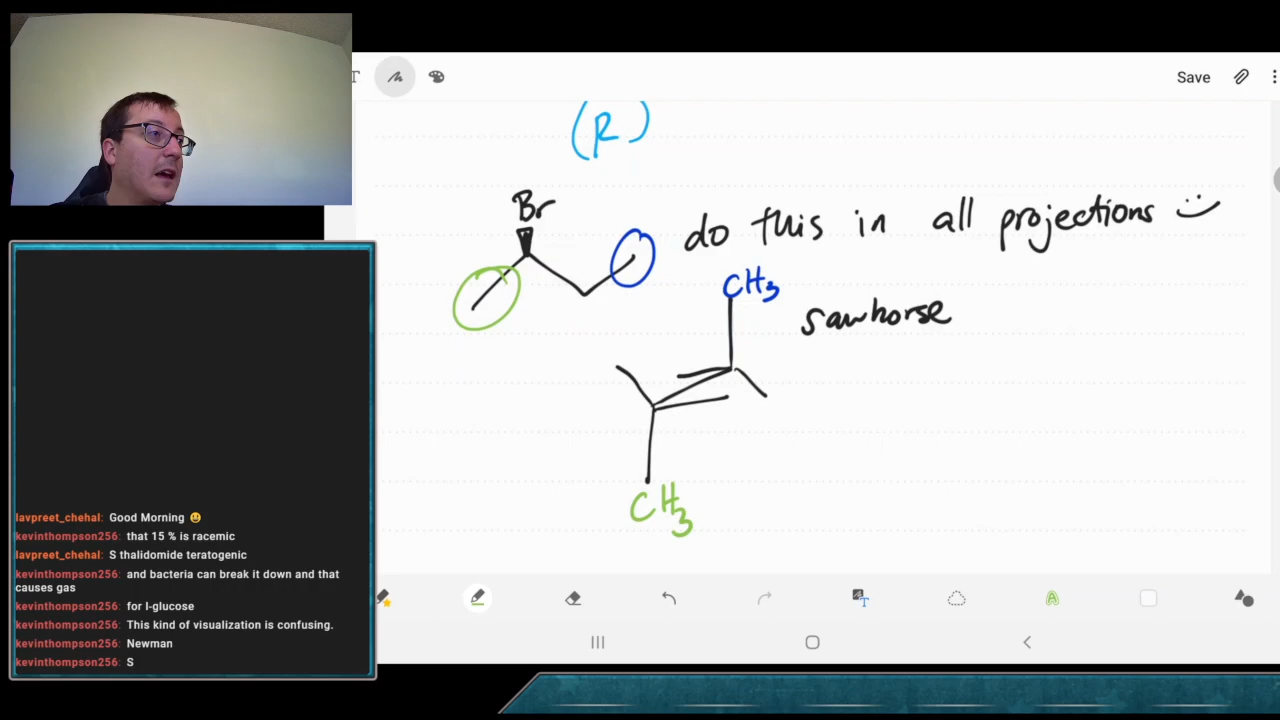 T
Save
(R)
Br
do this in all projections :)
CH3
sawhorse
CH3
lavpreet_chehal: Good Morning 😃
kevinthompson256: that 15 % is racemic
lavpreet_chehal: S thalidomide teratogenic
kevinthompson256: and bacteria can break it down and that
causes gas
kevinthompson256: for l-glucose
kevinthompson256: This kind of visualization is confusing.
kevinthompson256: Newman
kevinthompson256: S
T
A